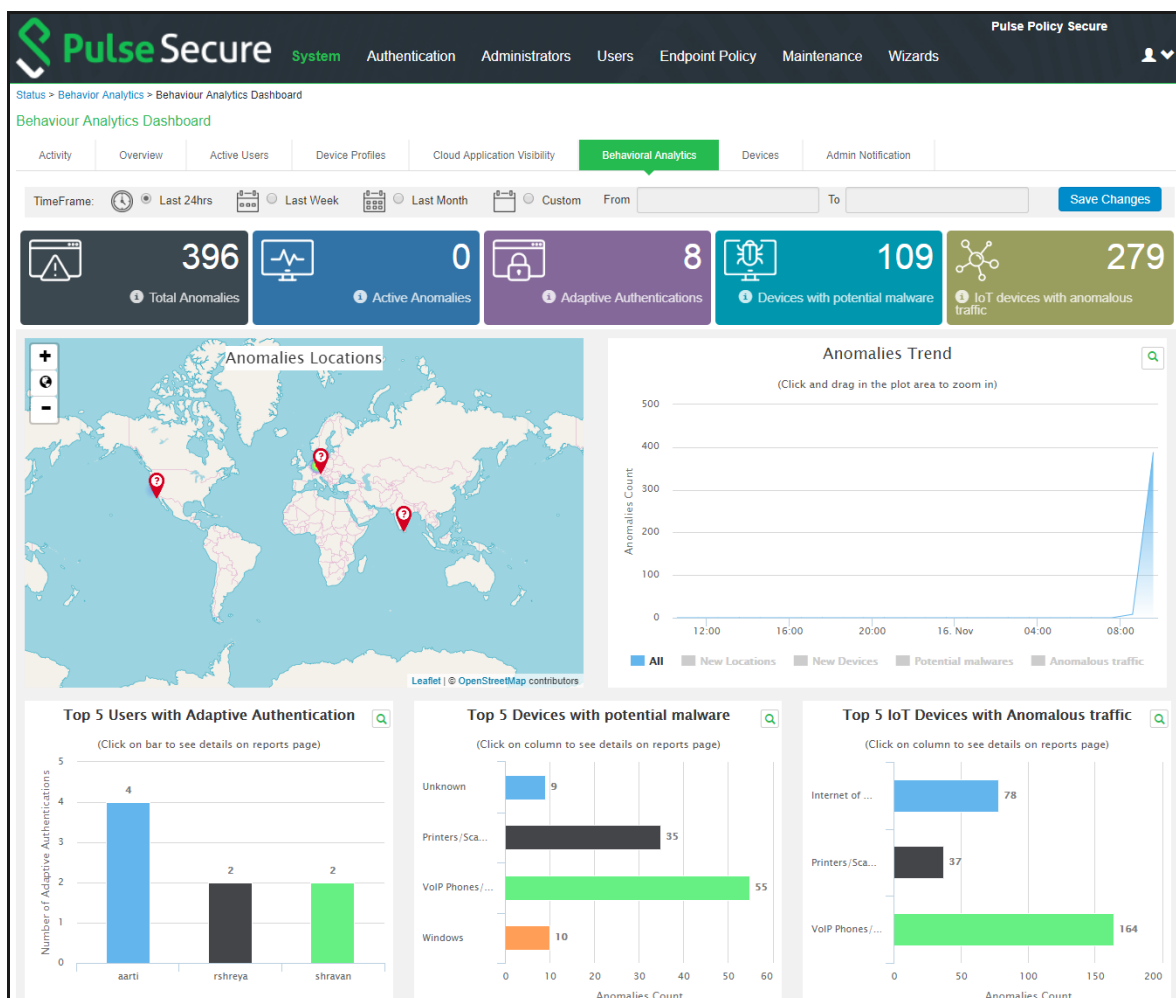 Pulse Policy Secure
Pulse Secure
System Authentication Administrators Users Endpoint Policy Maintenance Wizards
Status > Behavior Analytics > Behaviour Analytics Dashboard
Behaviour Analytics Dashboard
Activity Overview Active Users Device Profiles Cloud Application Visibility Behavioral Analytics Devices Admin Notification
TimeFrame: Last 24hrs Last Week Last Month Custom From To Save Changes
396
Total Anomalies
0
Active Anomalies
8
Adaptive Authentications
109
Devices with potential malware
279
IoT devices with anomalous
traffic
+
-
Anomalies Locations
?
?
?
Leaflet | © OpenStreetMap contributors
Anomalies Trend
(Click and drag in the plot area to zoom in)
Anomalies Count
500
400
300
200
100
0
12:00 16:00 20:00 16. Nov 04:00 08:00
All New Locations New Devices Potential malwares Anomalous traffic
Top 5 Users with Adaptive Authentication
(Click on bar to see details on reports page)
Number of Adaptive Authentications
5
4
3
2
1
0
4
2
2
aarti rshreya shravan
Top 5 Devices with potential malware
(Click on column to see details on reports page)
Unknown 9
Printers/Sca... 35
VoIP Phones/... 55
Windows 10
0 10 20 30 40 50 60
Anomalies Count
Top 5 IoT Devices with Anomalous traffic
(Click on column to see details on reports page)
Internet of ... 78
Printers/Sca... 37
VoIP Phones/... 164
0 50 100 150 200
Anomalies Count